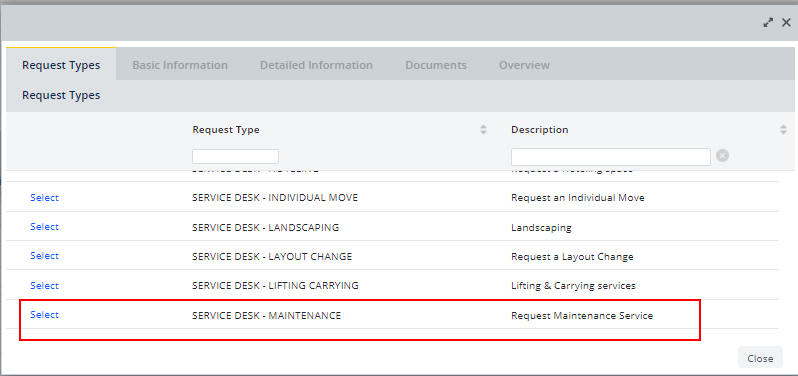 Request Types Basic Information Detailed Information Documents Overview
Request Types
Request Type Description
Select SERVICE DESK - INDIVIDUAL MOVE Request an Individual Move
Select SERVICE DESK - LANDSCAPING Landscaping
Select SERVICE DESK - LAYOUT CHANGE Request a Layout Change
Select SERVICE DESK - LIFTING CARRYING Lifting & Carrying services
Select SERVICE DESK - MAINTENANCE Request Maintenance Service
Close